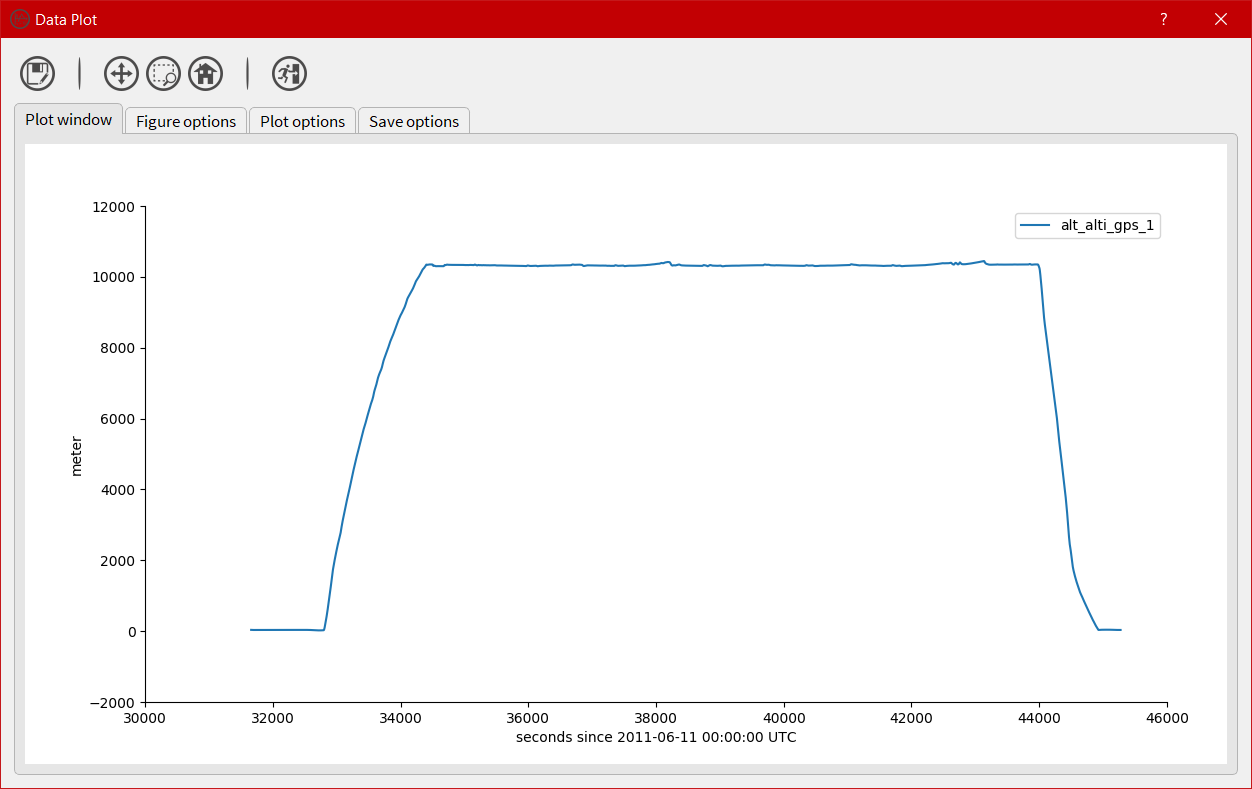 Data Plot
?
Plot window
Figure options
Plot options
Save options
12000
10000
8000
6000
4000
2000
0
−2000
meter
alt_alti_gps_1
30000
32000
34000
36000
38000
40000
42000
44000
46000
seconds since 2011-06-11 00:00:00 UTC